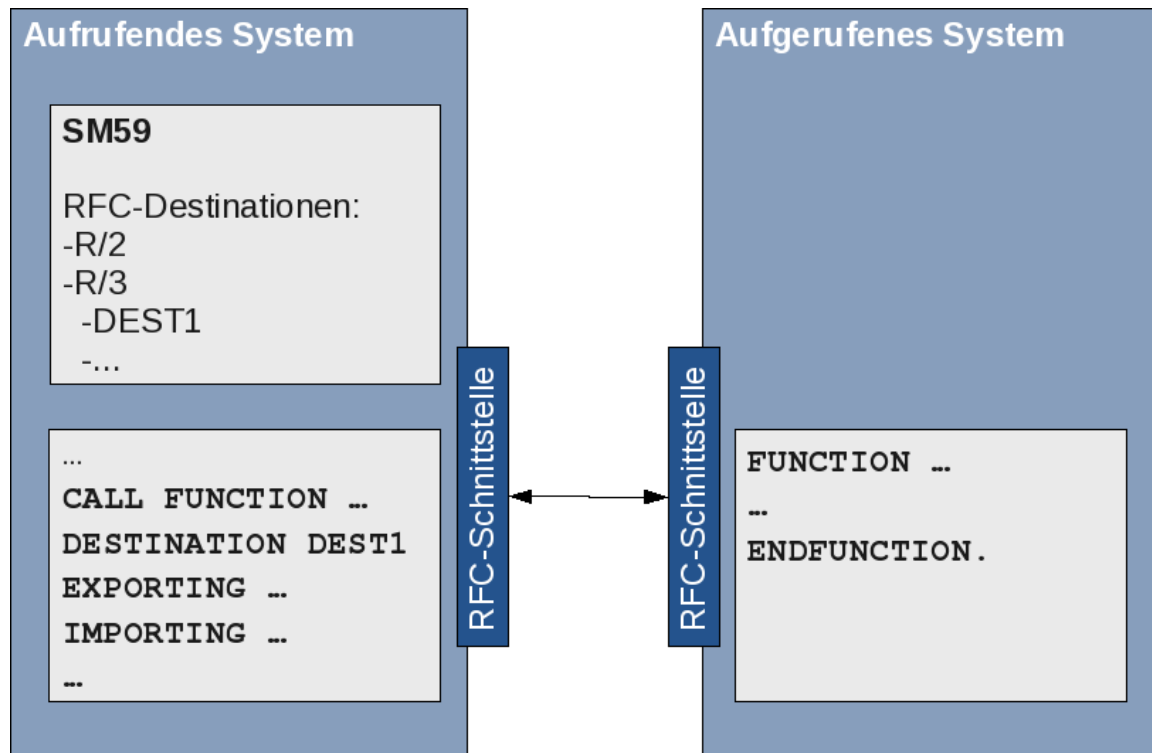 Aufrufendes System
SM59
RFC-Destinationen:
-R/2
-R/3
-DEST1
-...
...
CALL FUNCTION …
DESTINATION DEST1
EXPORTING …
IMPORTING …
…
RFC-Schnittstelle
RFC-Schnittstelle
Aufgerufenes System
FUNCTION …
…
ENDFUNCTION.